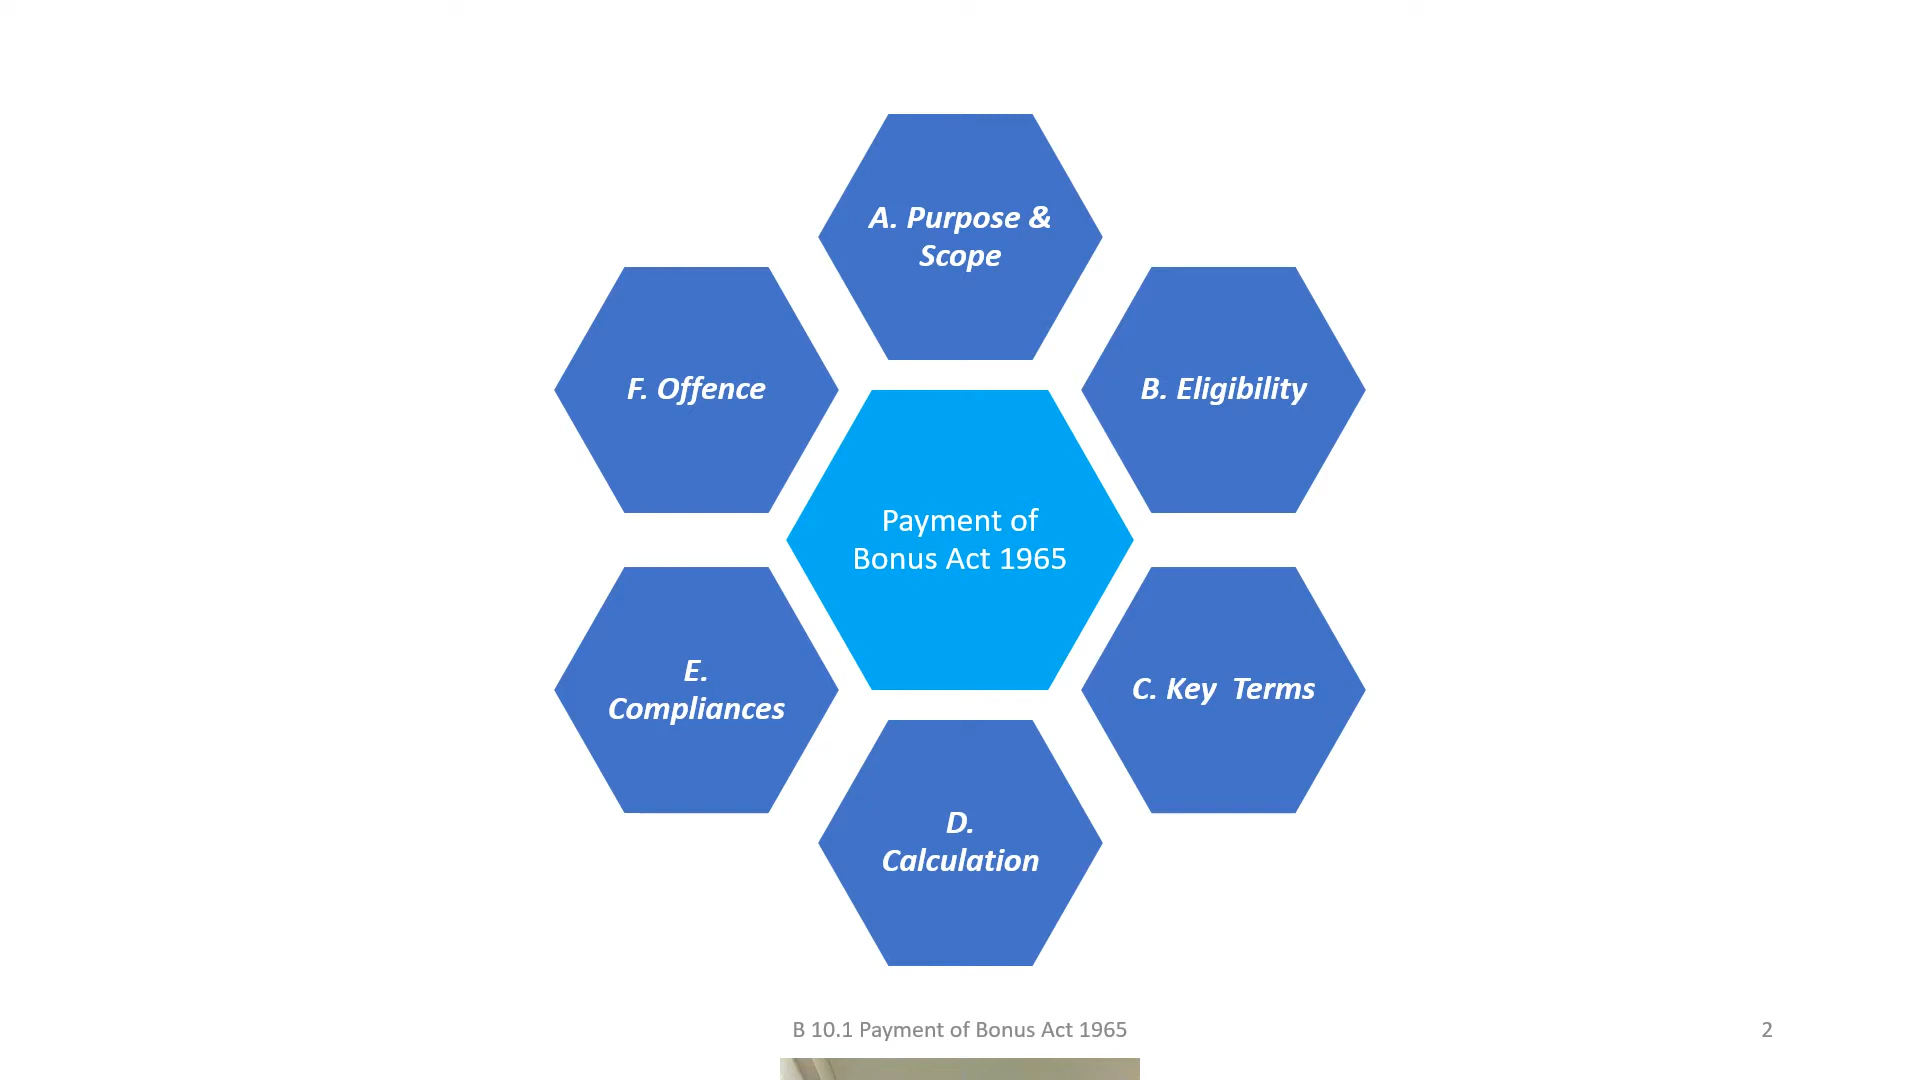 A. Purpose &
Scope
B. Eligibility
C. Key  Terms
D.
Calculation
E.
Compliances
F. Offence
Payment of
Bonus Act 1965
B 10.1 Payment of Bonus Act 1965
2